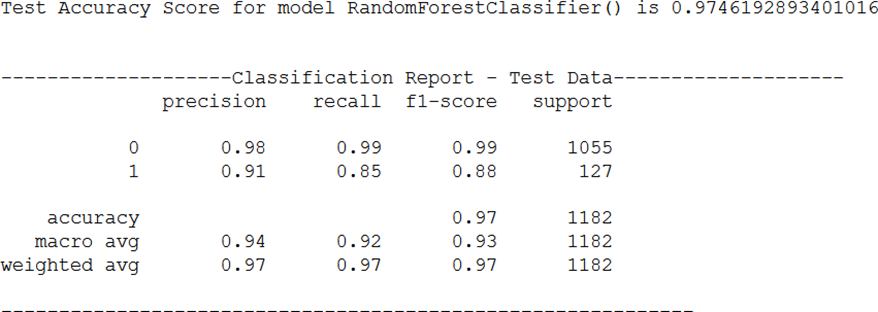 Test Accuracy Score for model RandomForestClassifier() is 0.9746192893401016
--------------------Classification Report - Test Data--------------------
precision recall f1-score support
0 0.98 0.99 0.99 1055
1 0.91 0.85 0.88 127
accuracy 0.97 1182
macro avg 0.94 0.92 0.93 1182
weighted avg 0.97 0.97 0.97 1182
------------------------------------------------------------